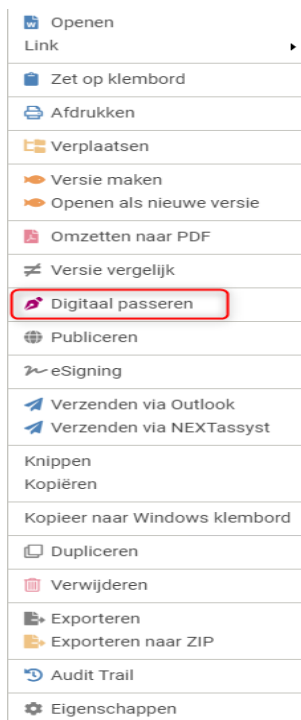 Openen
Link
Zet op klembord
Afdrukken
Verplaatsen
Versie maken
Openen als nieuwe versie
Omzetten naar PDF
Versie vergelijk
Digitaal passeren
Publiceren
eSigning
Verzenden via Outlook
Verzenden via NEXTassyst
Knippen
Kopiëren
Kopieer naar Windows klembord
Dupliceren
Verwijderen
Exporteren
Exporteren naar ZIP
Audit Trail
Eigenschappen